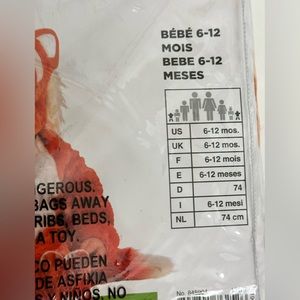 BÉBÉ 6-12
MOIS
BEBE 6-12
MESES
US 6-12 mos.
UK 6-12 mos.
F 6-12 mois
E 6-12 meses
D 74
I 6-12 mesi
NL 74 cm
GEROUS.
BAGS AWAY
RIBS, BEDS,
A TOY.
CO PUEDEN
DE ASFIXIA
S Y NIÑOS, NO
No.